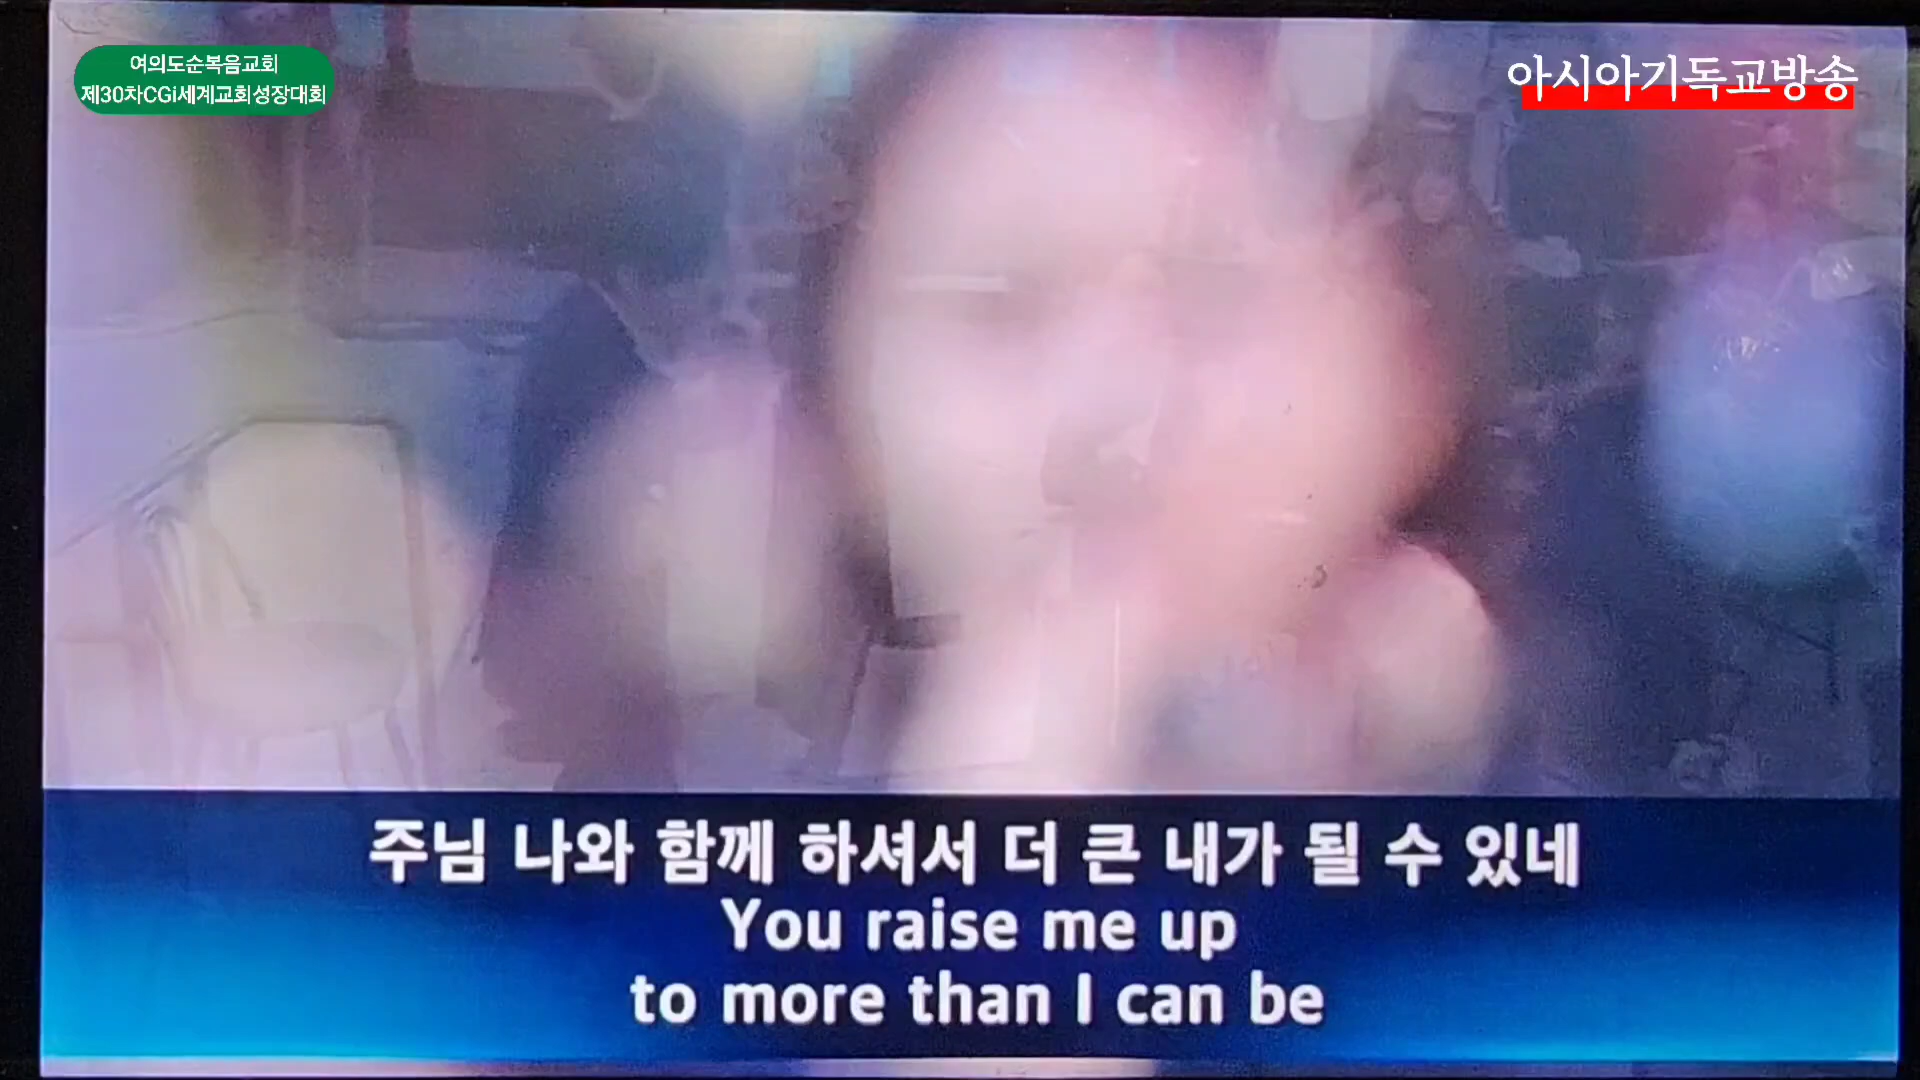 여의도순복음교회
제30차CGi세계교회성장대회
아시아기독교방송
주님 나와 함께 하셔서 더 큰 내가 될 수 있네
You raise me up
to more than I can be